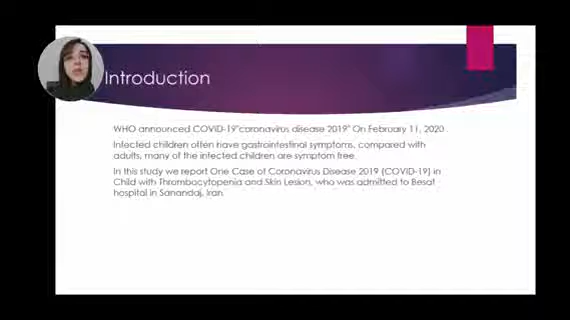 Introduction
WHO announced COVID-19"coronavirus disease 2019" On February 11, 2020 .
Infected children often have gastrointestinal symptoms, compared with
adults, many of the infected children are symptom free.
In this study we report One Case of Coronavirus Disease 2019 (COVID-19) in
Child with Thrombocytopenia and Skin Lesion, who was admitted to Besat
hospital in Sanandaj, Iran.